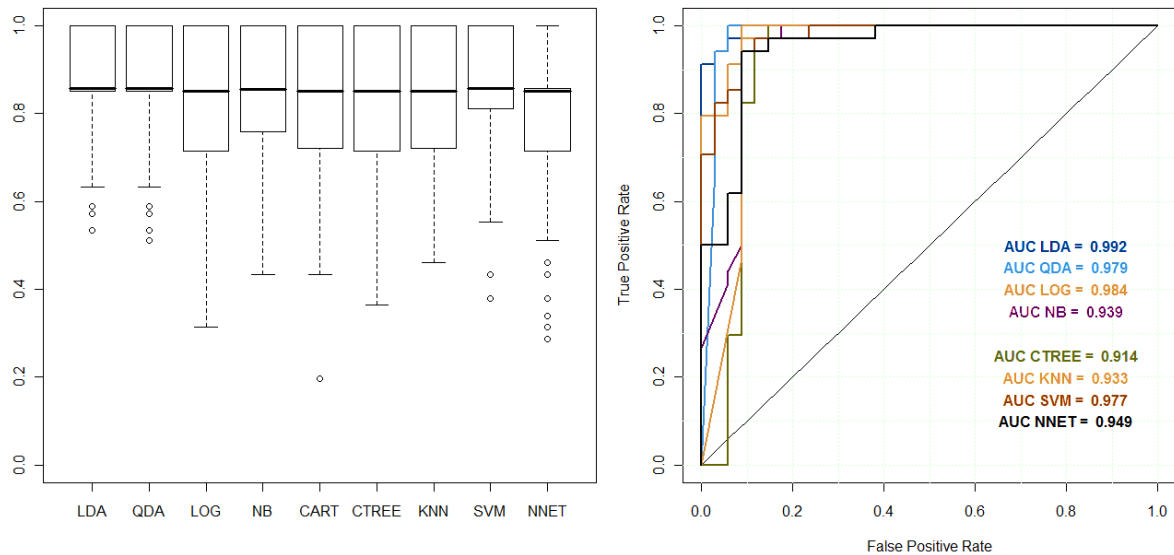 1.0
0.8
0.6
0.4
0.2
0.0
LDA QDA LOG NB CART CTREE KNN SVM NNET
True Positive Rate
1.0
0.8
0.6
0.4
0.2
0.0
AUC LDA = 0.992
AUC QDA = 0.979
AUC LOG = 0.984
AUC NB = 0.939
AUC CTREE = 0.914
AUC KNN = 0.933
AUC SVM = 0.977
AUC NNET = 0.949
0.0 0.2 0.4 0.6 0.8 1.0
False Positive Rate